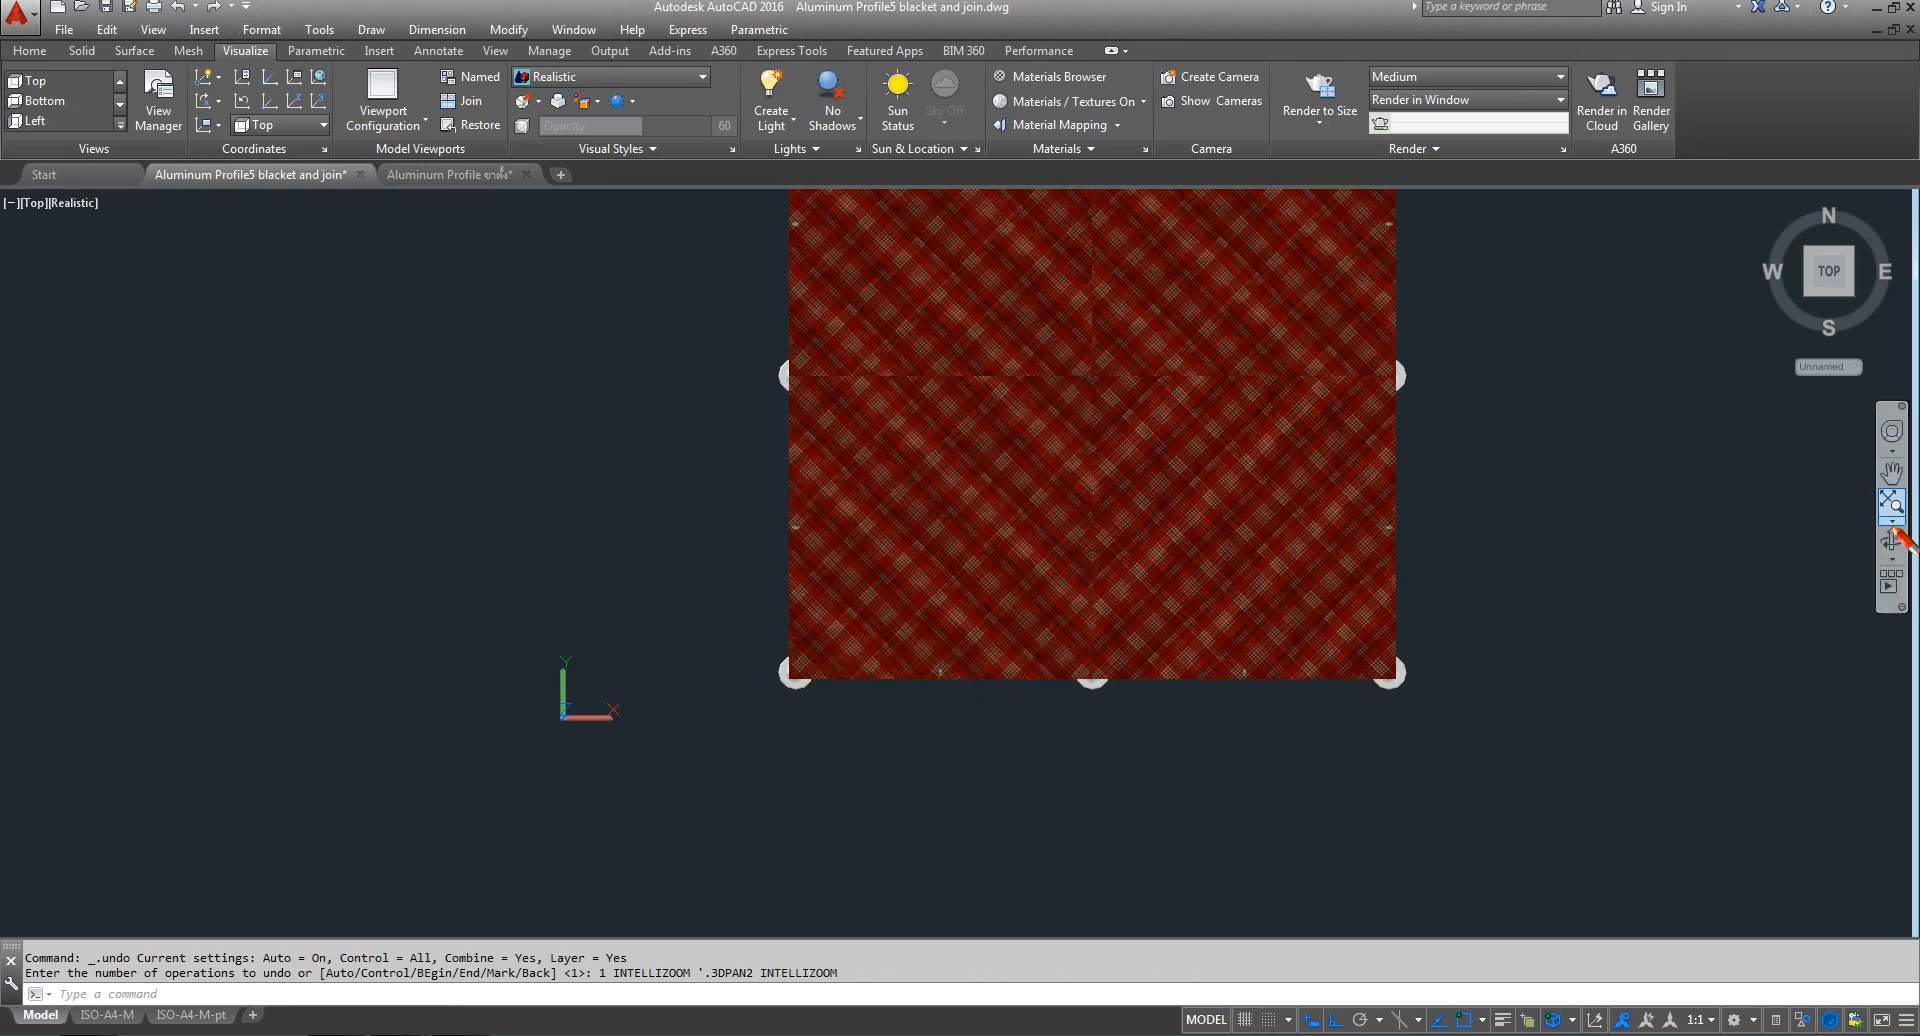 Autodesk AutoCAD 2016 Aluminum Profile5 blacket and join.dwg
Type a keyword or phrase
Sign In
File Edit View Insert Format Tools Draw Dimension Modify Window Help Express Parametric
Home Solid Surface Mesh Visualize Parametric Insert Annotate View Manage Output Add-ins A360 Express Tools Featured Apps BIM 360 Performance
Top
Bottom
Left
View
Manager
Views
Top
Coordinates
Viewport
Configuration
Named
Join
Restore
Model Viewports
Realistic
Opacity 60
Visual Styles
Create
Light
No
Shadows
Lights
Sun
Status
Sky Off
Sun & Location
Materials Browser
Materials / Textures On
Material Mapping
Materials
Create Camera
Show Cameras
Camera
Render to Size
Medium
Render in Window
Render
Render in
Cloud
Render
Gallery
A360
Start
Aluminum Profile5 blacket and join*
Aluminum Profile ขาตั้ง*
[−][Top][Realistic]
N
W TOP E
S
Unnamed
Y
X
Command: _.undo Current settings: Auto = On, Control = All, Combine = Yes, Layer = Yes
Enter the number of operations to undo or [Auto/Control/BEgin/End/Mark/Back] <1>: 1 INTELLIZOOM '.3DPAN2 INTELLIZOOM
Type a command
Model ISO-A4-M ISO-A4-M-pt
MODEL
1:1